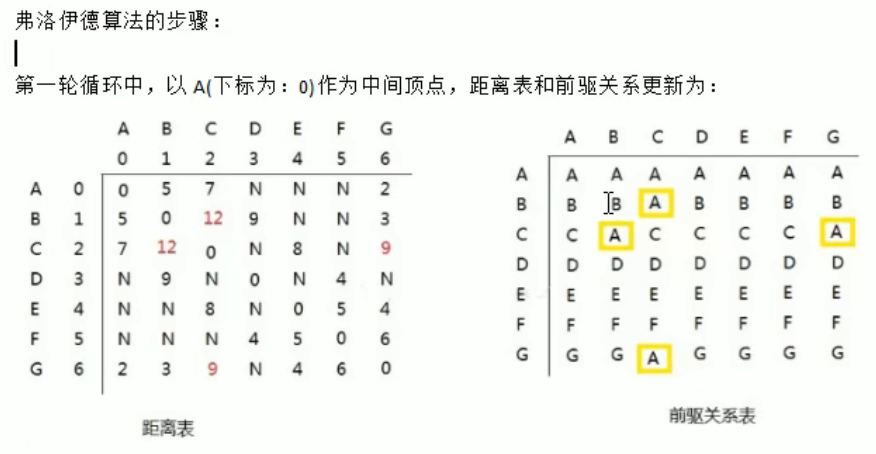 弗洛伊德算法的步骤：
第一轮循环中，以 A(下标为：0)作为中间顶点，距离表和前驱关系更新为：
A B C D E F G
0 1 2 3 4 5 6
A 0 0 5 7 N N N 2
B 1 5 0 12 9 N N 3
C 2 7 12 0 N 8 N 9
D 3 N 9 N 0 N 4 N
E 4 N N 8 N 0 5 4
F 5 N N N 4 5 0 6
G 6 2 3 9 N 4 6 0
距离表
A B C D E F G
A A A A A A A A
B B B A B B B B
C C A C C C C A
D D D D D D D D
E E E E E E E E
F F F F F F F F
G G G A G G G G
前驱关系表